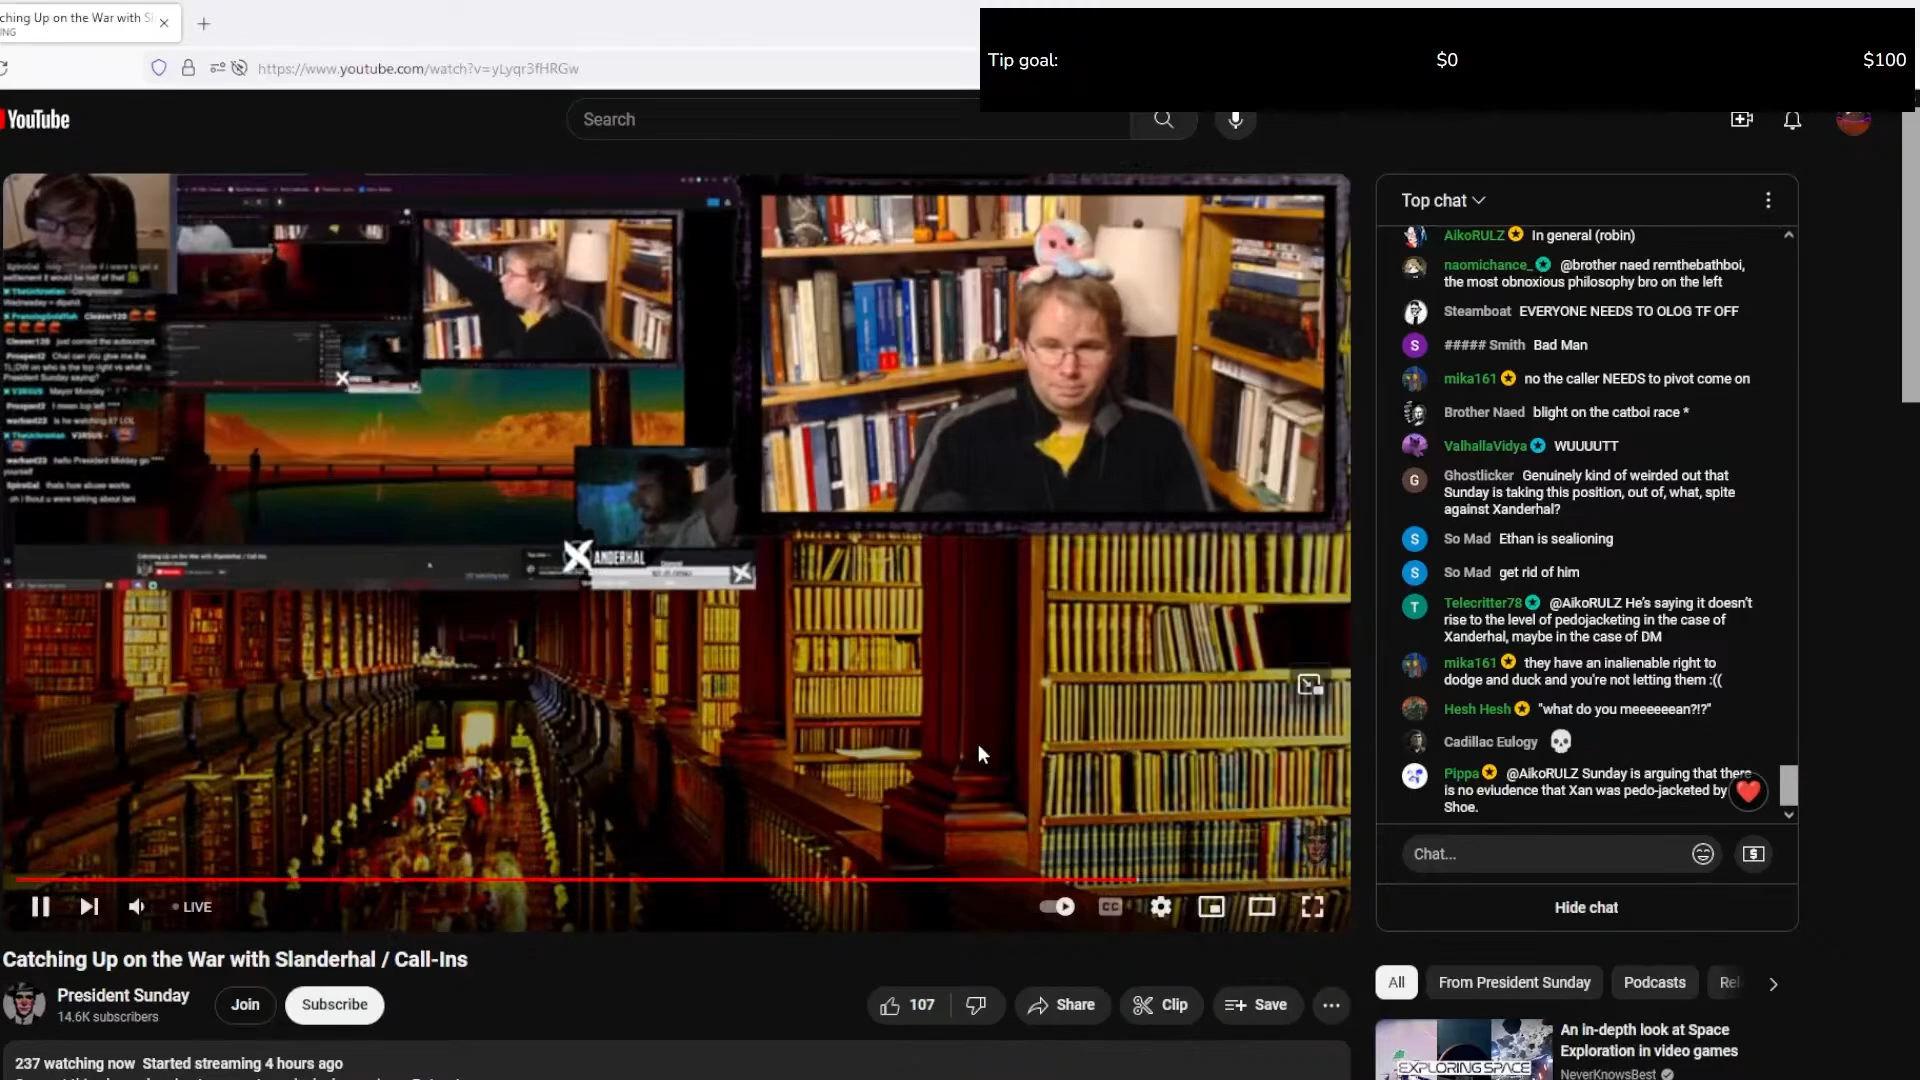 ching Up on the War with Sl
ING
https://www.youtube.com/watch?v=yLyqr3fHRGw
Tip goal:
$0
$100
YouTube
Search
Top chat
AikoRULZ In general (robin)
naomichance_ @brother naed remthebathboi,
the most obnoxious philosophy bro on the left
Steamboat EVERYONE NEEDS TO OLOG TF OFF
S ##### Smith Bad Man
mika161 no the caller NEEDS to pivot come on
Brother Naed blight on the catboi race *
ValhallaVidya WUUUUTT
G Ghostlicker Genuinely kind of weirded out that
Sunday is taking this position, out of, what, spite
against Xanderhal?
S So Mad Ethan is sealioning
S So Mad get rid of him
T Telecritter78 @AikoRULZ He's saying it doesn't
rise to the level of pedojacketing in the case of
Xanderhal, maybe in the case of DM
mika161 they have an inalienable right to
dodge and duck and you're not letting them :((
Hesh Hesh "what do you meeeeeean?!?"
Cadillac Eulogy
Pippa @AikoRULZ Sunday is arguing that there
is no eviudence that Xan was pedo-jacketed by
Shoe.
Chat...
Hide chat
XANDERHAL
LIVE
CC
Catching Up on the War with Slanderhal / Call-Ins
President Sunday
14.6K subscribers
Join
Subscribe
107
Share
Clip
Save
237 watching now Started streaming 4 hours ago
All
From President Sunday
Podcasts
Rel
An in-depth look at Space
Exploration in video games
NeverKnowsBest
EXPLORING SPACE